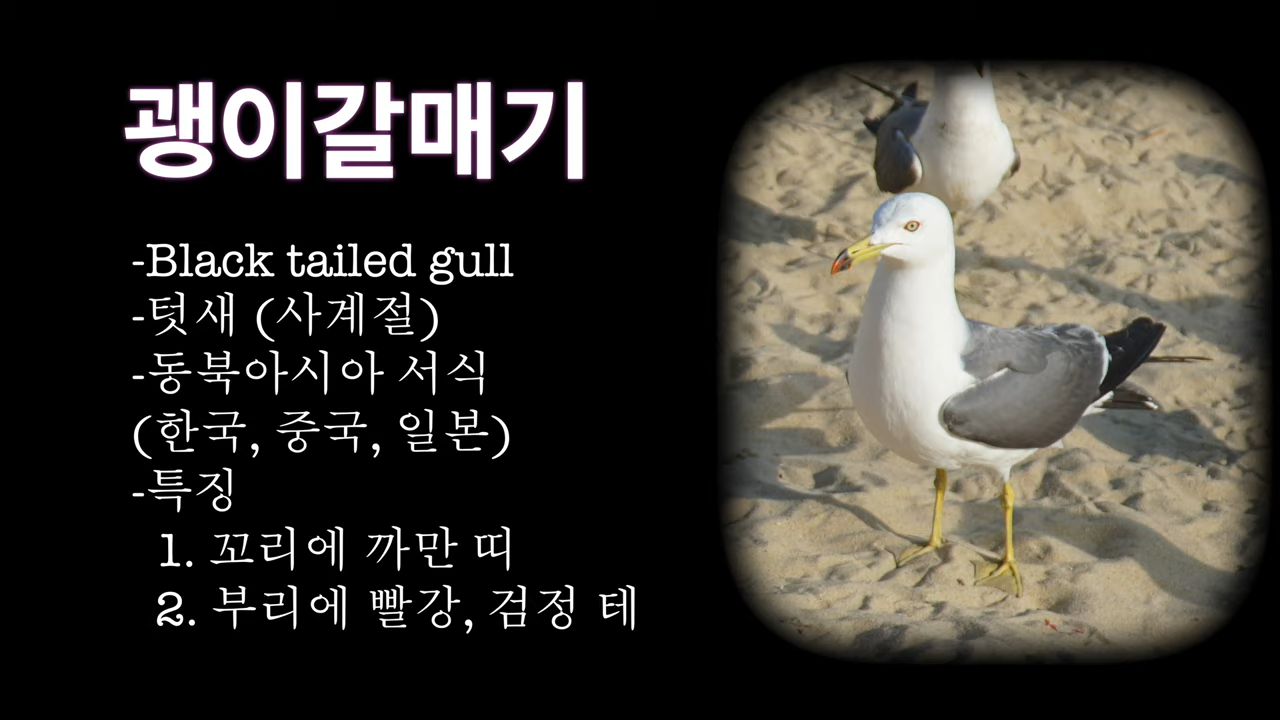 괭이갈매기
-Black tailed gull
-텃새 (사계절)
-동북아시아 서식
(한국, 중국, 일본)
-특징
1. 꼬리에 까만 띠
2. 부리에 빨강, 검정 테